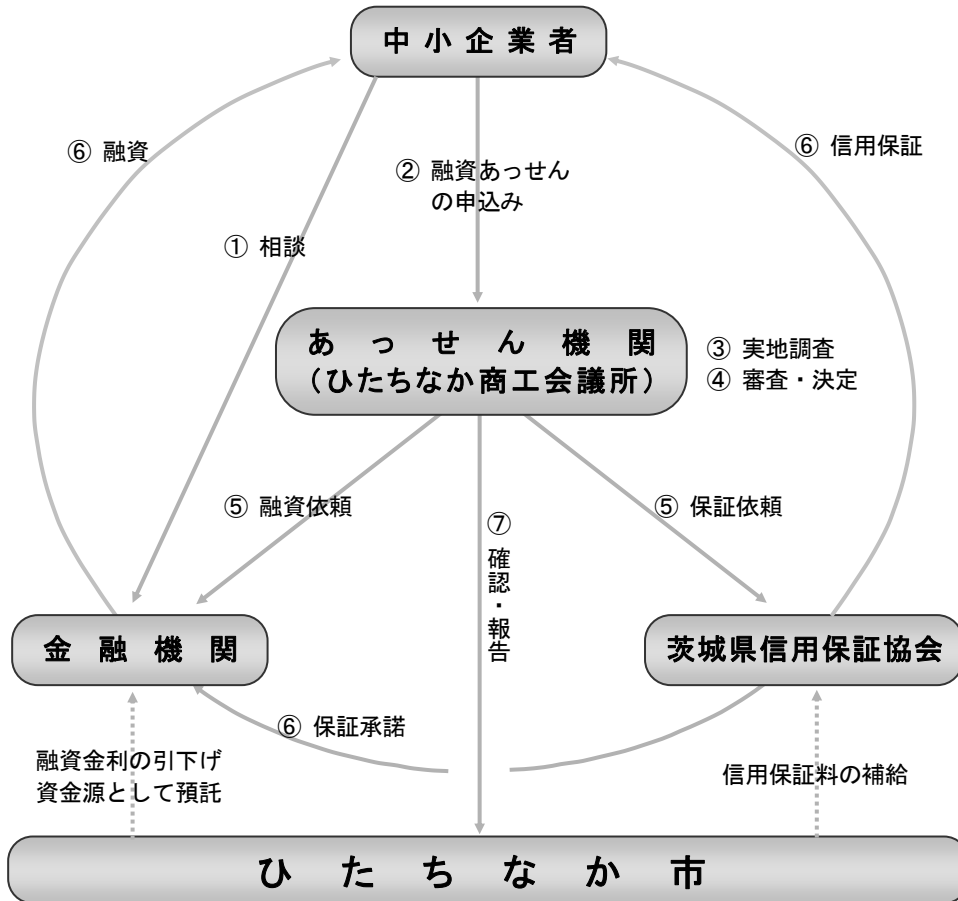 中小企業者
⑥ 融資
⑥ 信用保証
② 融資あっせん
の申込み
① 相談
あっせん機関
（ひたちなか商工会議所）
③ 実地調査
④ 審査・決定
⑤ 融資依頼
⑦確認・報告
⑤ 保証依頼
金融機関
茨城県信用保証協会
⑥ 保証承諾
融資金利の引下げ
資金源として預託
信用保証料の補給
ひたちなか市